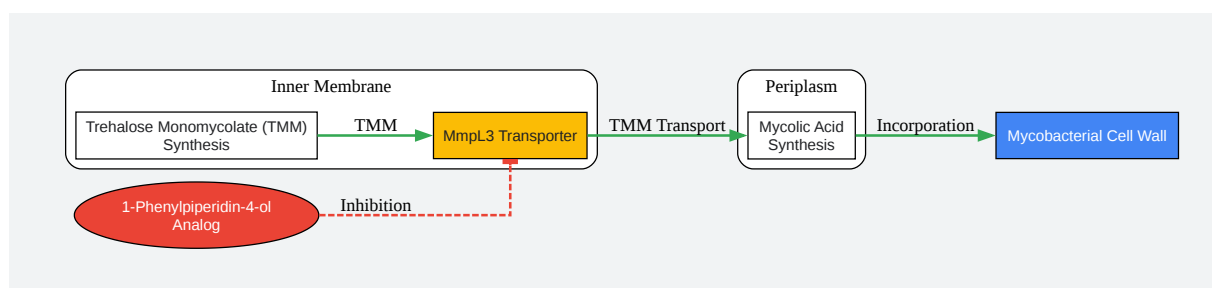 Inner Membrane
Trehalose Monomycolate (TMM)
Synthesis
TMM
MmpL3 Transporter
TMM Transport
Periplasm
Mycolic Acid
Synthesis
Incorporation
Mycobacterial Cell Wall
1-Phenylpiperidin-4-ol
Analog
Inhibition